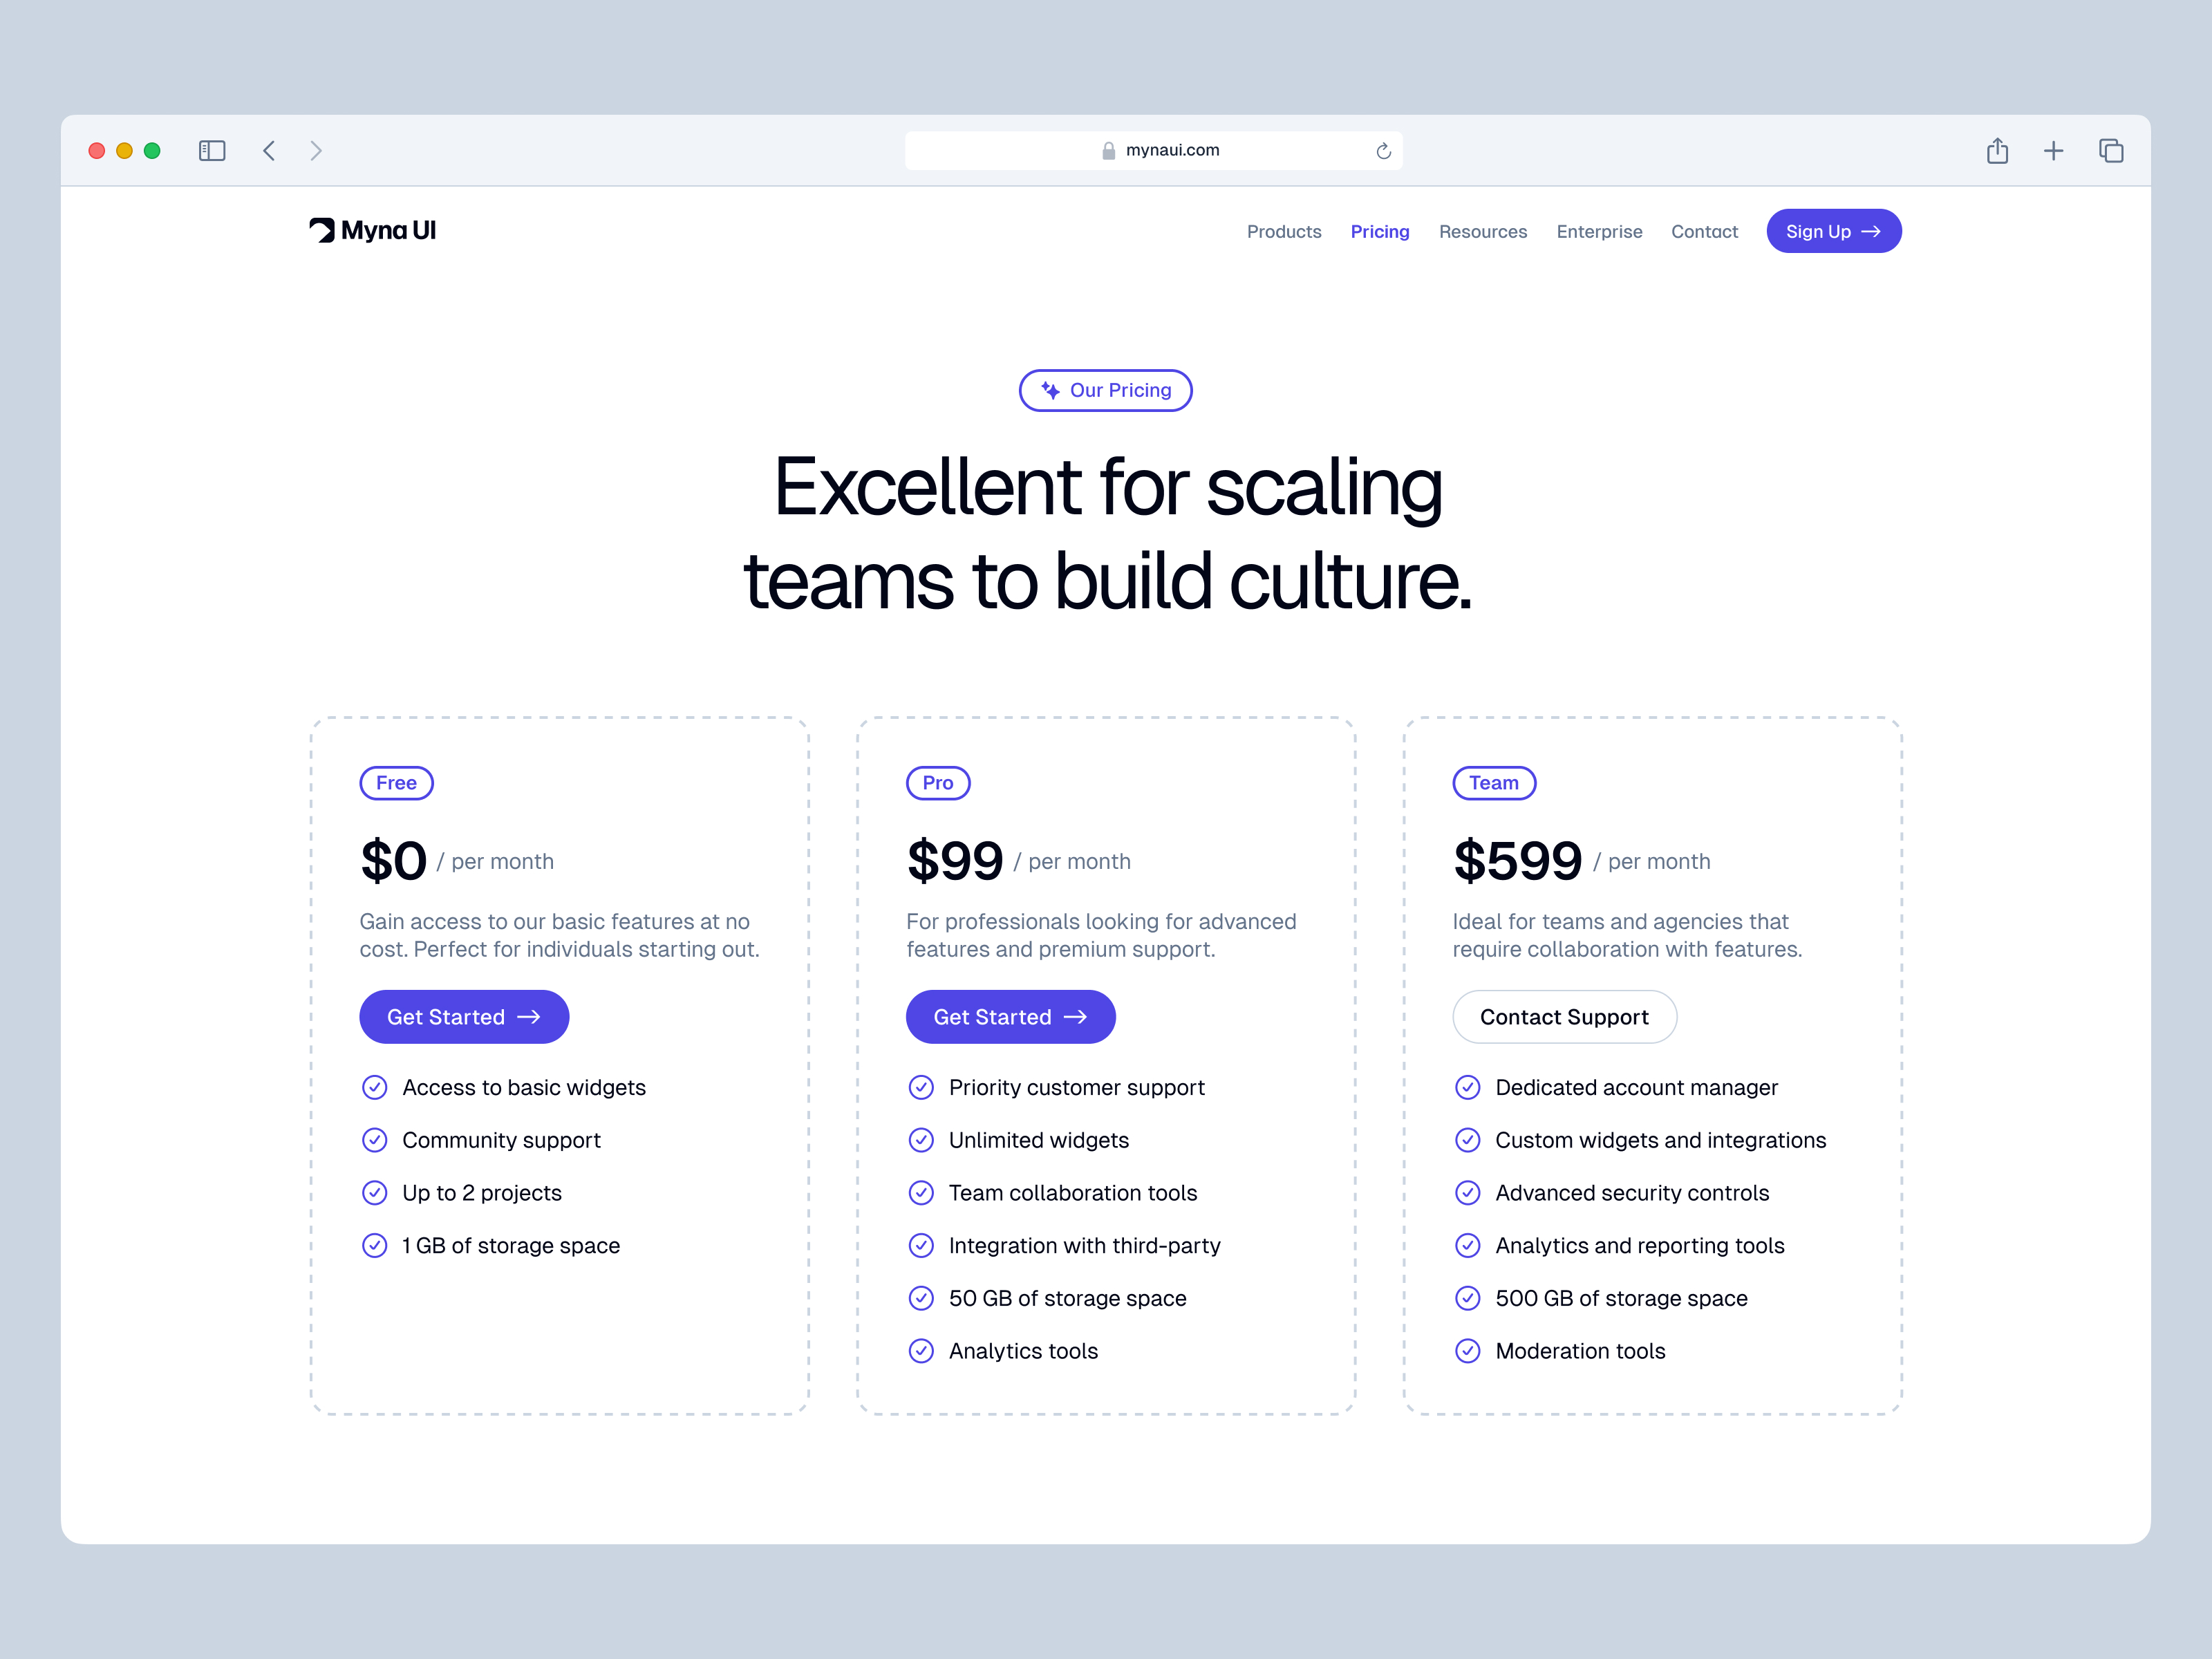 mynaui.com
Myna UI
Products Pricing Resources Enterprise Contact Sign Up
Our Pricing
Excellent for scaling
teams to build culture.
Free
$0 / per month
Gain access to our basic features at no
cost. Perfect for individuals starting out.
Get Started
Access to basic widgets
Community support
Up to 2 projects
1 GB of storage space
Pro
$99 / per month
For professionals looking for advanced
features and premium support.
Get Started
Priority customer support
Unlimited widgets
Team collaboration tools
Integration with third-party
50 GB of storage space
Analytics tools
Team
$599 / per month
Ideal for teams and agencies that
require collaboration with features.
Contact Support
Dedicated account manager
Custom widgets and integrations
Advanced security controls
Analytics and reporting tools
500 GB of storage space
Moderation tools